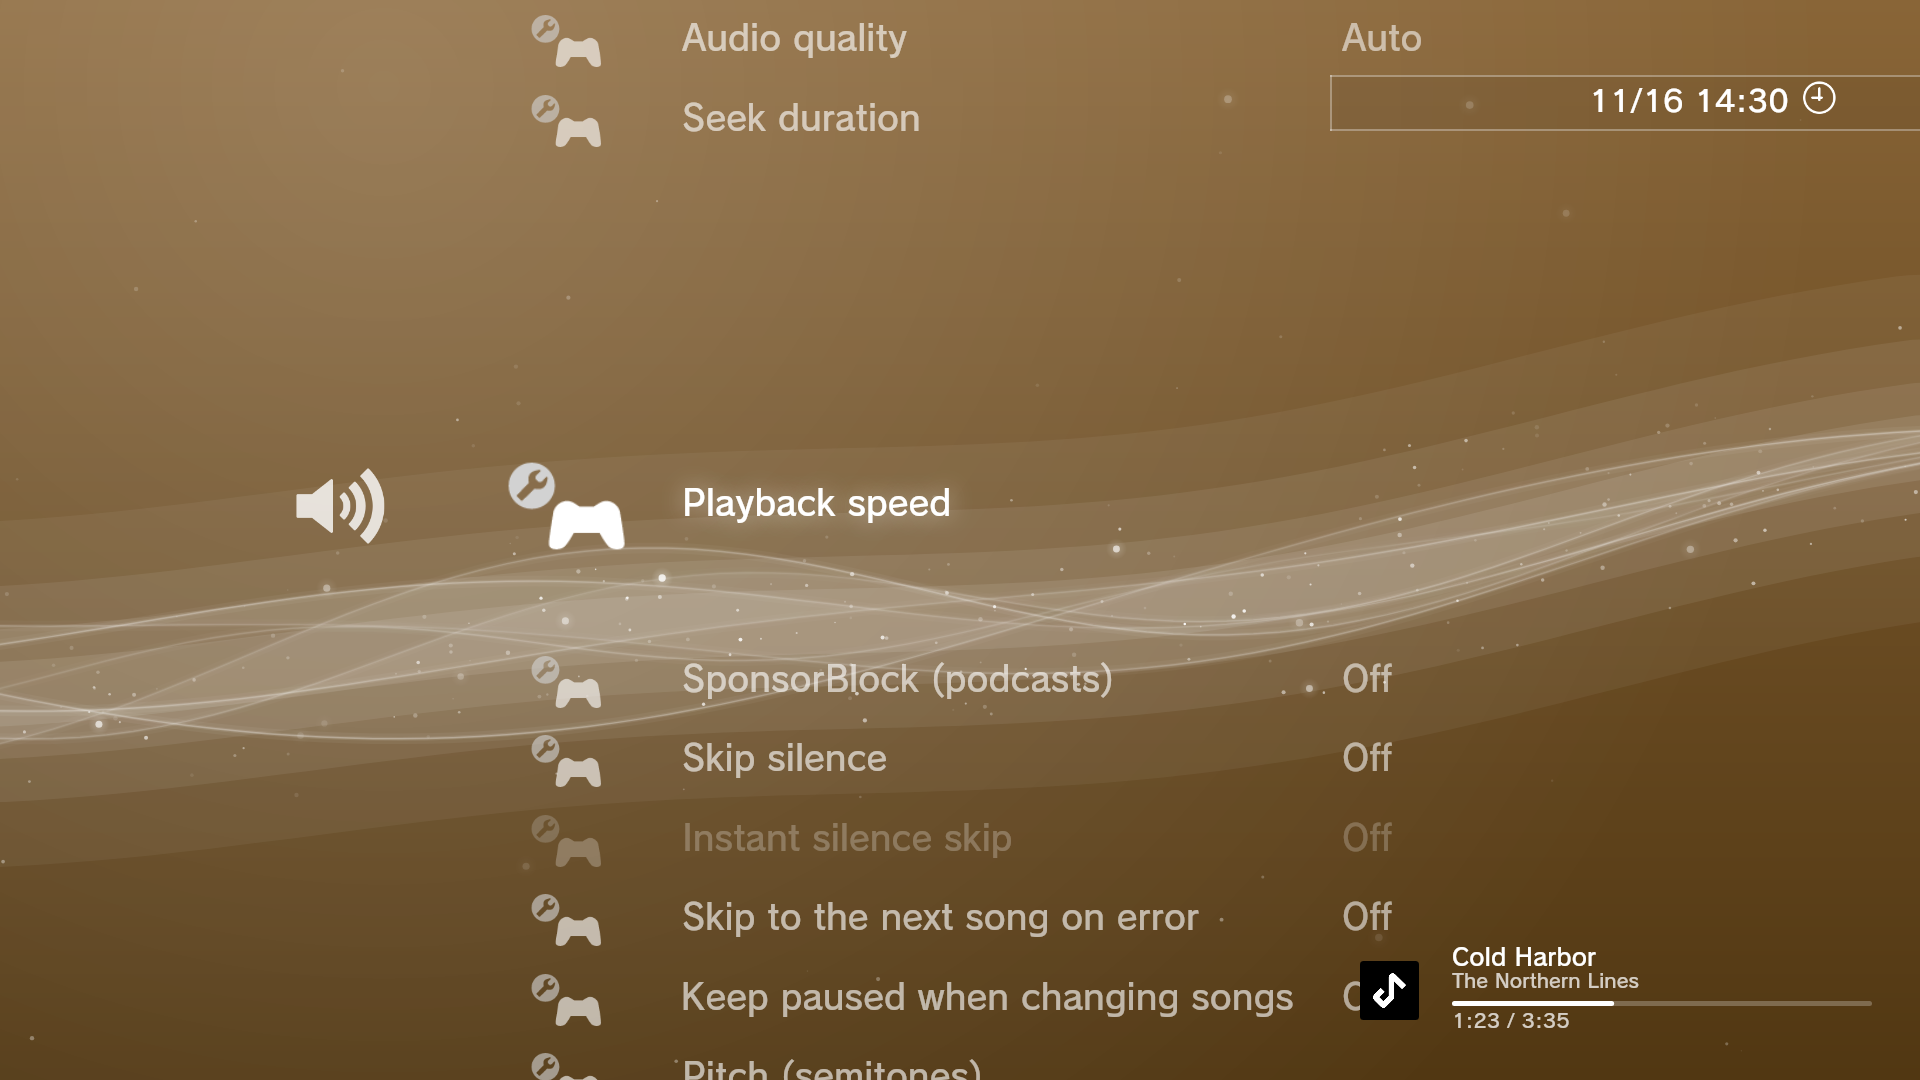 Audio quality Auto
Seek duration
11/16 14:30
Playback speed
SponsorBlock (podcasts) Off
Skip silence Off
Instant silence skip Off
Skip to the next song on error Off
Keep paused when changing songs
Pitch (semitones)
Cold Harbor
The Northern Lines
1:23 / 3:35